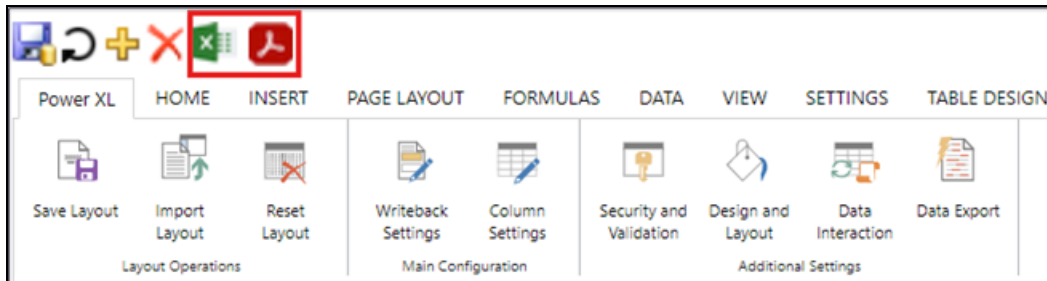 Power XL HOME INSERT PAGE LAYOUT FORMULAS DATA VIEW SETTINGS TABLE DESIGN
Save Layout Import Reset Writeback Column Security and Design and Data Data Export
Layout Layout Settings Settings Validation Layout Interaction
Layout Operations Main Configuration Additional Settings